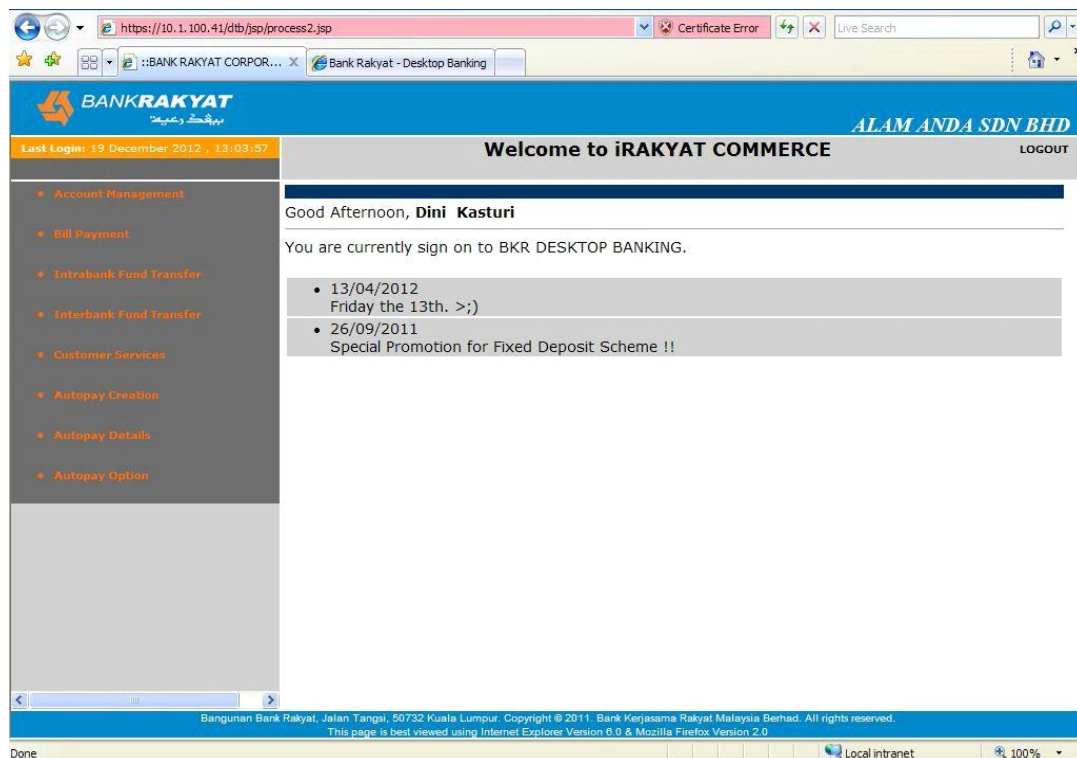 https://10.1.100.41/dtb/jsp/process2.jsp
Certificate Error
Live Search
::BANK RAKYAT CORPOR...
Bank Rakyat - Desktop Banking
BANKRAKYAT
بيڠک رعيت
ALAM ANDA SDN BHD
Last Login: 19 December 2012 , 13:03:57
Welcome to iRAKYAT COMMERCE
LOGOUT
Account Management
Bill Payment
Intrabank Fund Transfer
Interbank Fund Transfer
Customer Services
Autopay Creation
Autopay Details
Autopay Option
Good Afternoon, Dini Kasturi
You are currently sign on to BKR DESKTOP BANKING.
13/04/2012
Friday the 13th. >;)
26/09/2011
Special Promotion for Fixed Deposit Scheme !!
Bangunan Bank Rakyat, Jalan Tangsi, 50732 Kuala Lumpur. Copyright © 2011. Bank Kerjasama Rakyat Malaysia Berhad. All rights reserved.
This page is best viewed using Internet Explorer Version 6.0 & Mozilla Firefox Version 2.0
Done
Local intranet
100%